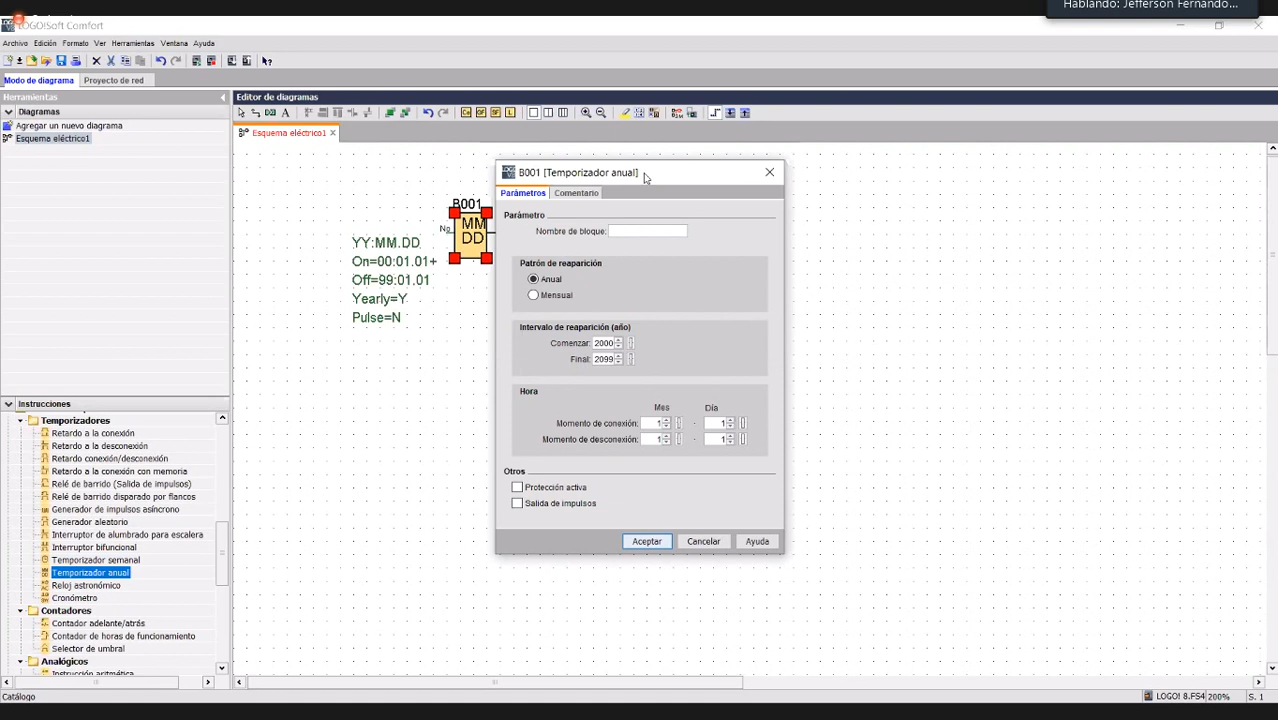 Hablando: Jefferson Fernando...
LOGO!Soft Comfort
Archivo Edición Formato Ver Herramientas Ventana Ayuda
Modo de diagrama Proyecto de red
Herramientas
Diagramas
Agregar un nuevo diagrama
Esquema eléctrico1
Editor de diagramas
A Co GF SF L
Esquema eléctrico1
B001
No
MM
DD
YY:MM.DD
On=00:01.01+
Off=99:01.01
Yearly=Y
Pulse=N
B001 [Temporizador anual]
Parámetros Comentario
Parámetro
Nombre de bloque:
Patrón de reaparición
Anual
Mensual
Intervalo de reaparición (año)
Comenzar: 2000
Final: 2099
Hora
Mes Día
Momento de conexión: 1 - 1
Momento de desconexión: 1 - 1
Otros
Protección activa
Salida de impulsos
Aceptar Cancelar Ayuda
Instrucciones
Temporizadores
Retardo a la conexión
Retardo a la desconexión
Retardo conexión/desconexión
Retardo a la conexión con memoria
Relé de barrido (Salida de impulsos)
Relé de barrido disparado por flancos
Generador de impulsos asíncrono
Generador aleatorio
Interruptor de alumbrado para escalera
Interruptor bifuncional
Temporizador semanal
Temporizador anual
Reloj astronómico
Cronómetro
Contadores
Contador adelante/atrás
Contador de horas de funcionamiento
Selector de umbral
Analógicos
Instrucción aritmética
Catálogo
LOGO! 8.FS4 200% S. 1